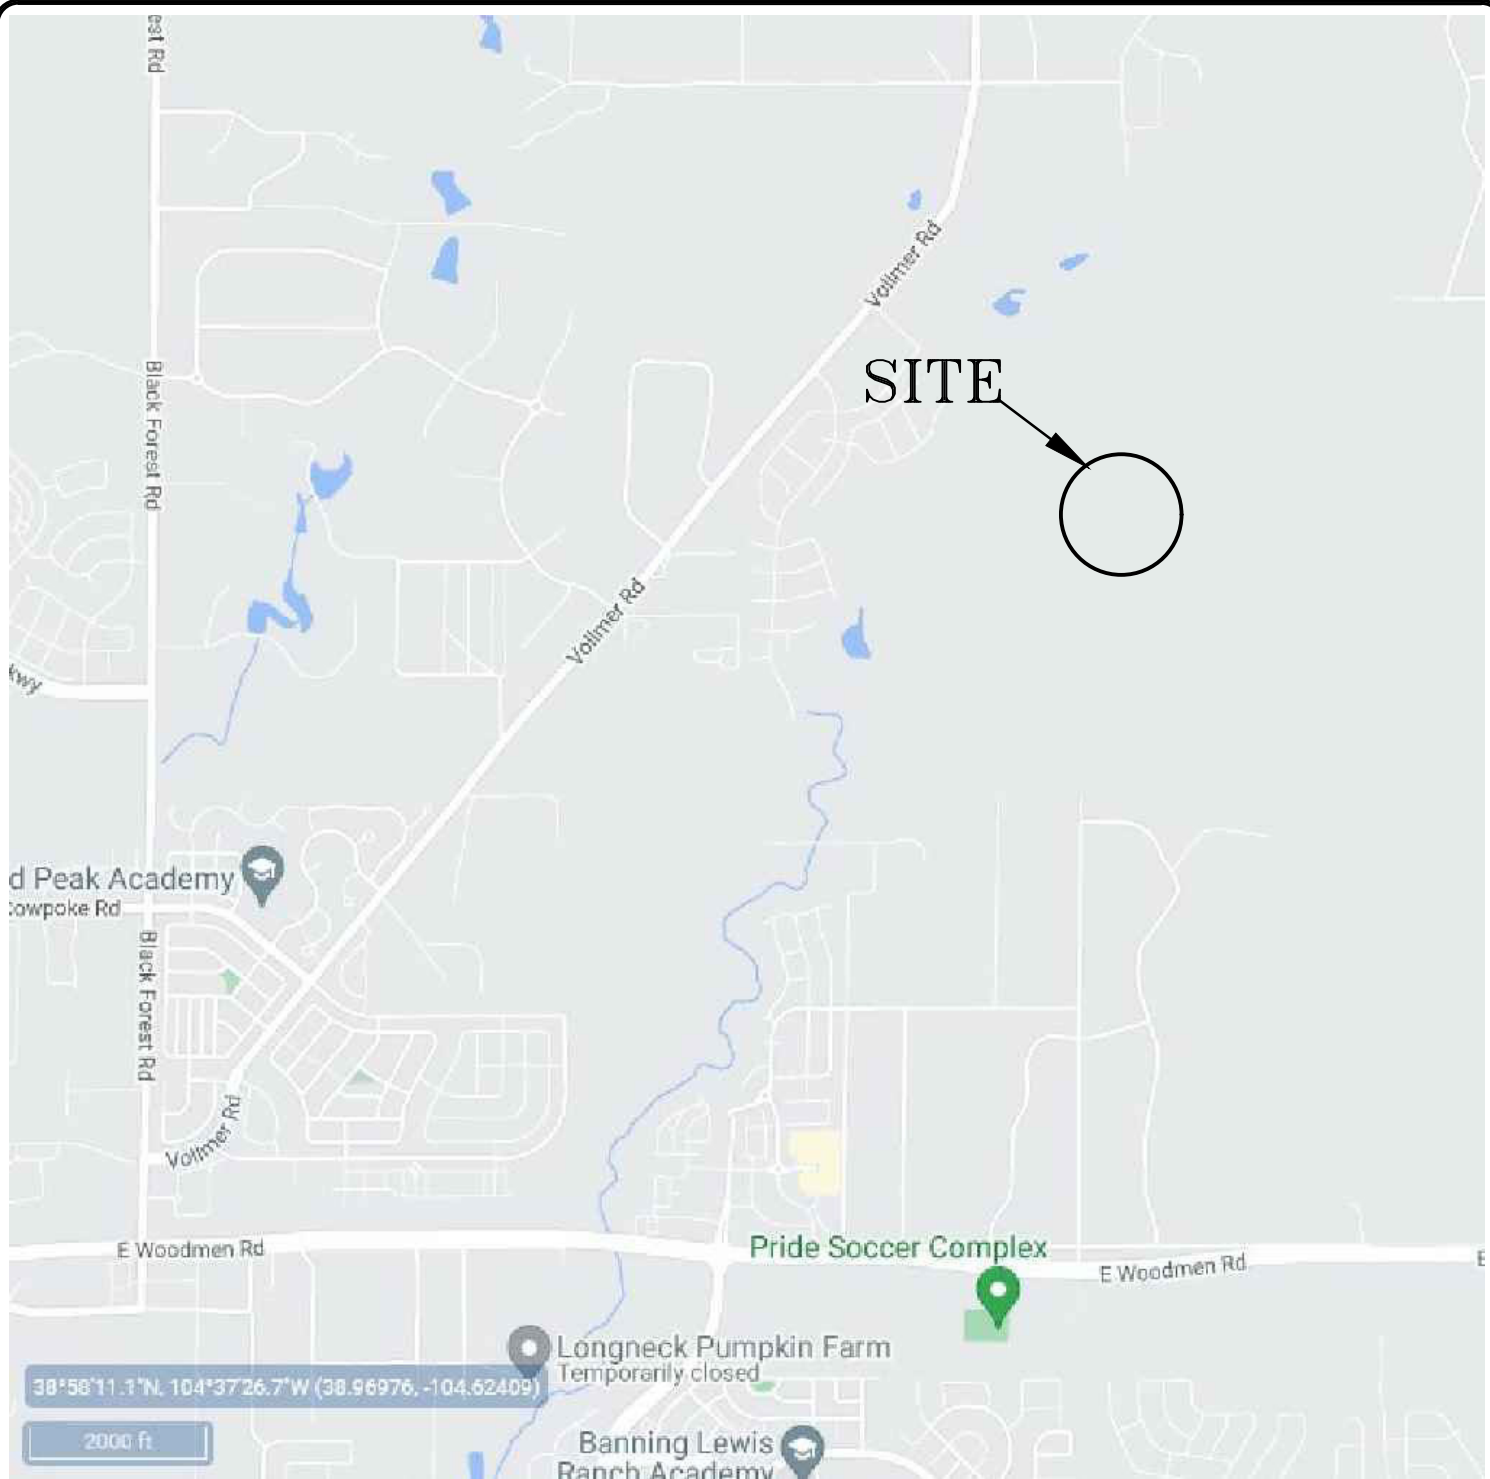 est Rd
Vollmer Rd
SITE
Black Forest Rd
Vollmer Rd
kwy
d Peak Academy
Cowpoke Rd
Black Forest Rd
Vollmer Rd
E Woodmen Rd
Pride Soccer Complex
E Woodmen Rd
E
Longneck Pumpkin Farm
Temporarily closed
38°58'11.1"N, 104°37'26.7"W (38.96976, -104.62409)
2000 ft
Banning Lewis
Ranch Academy